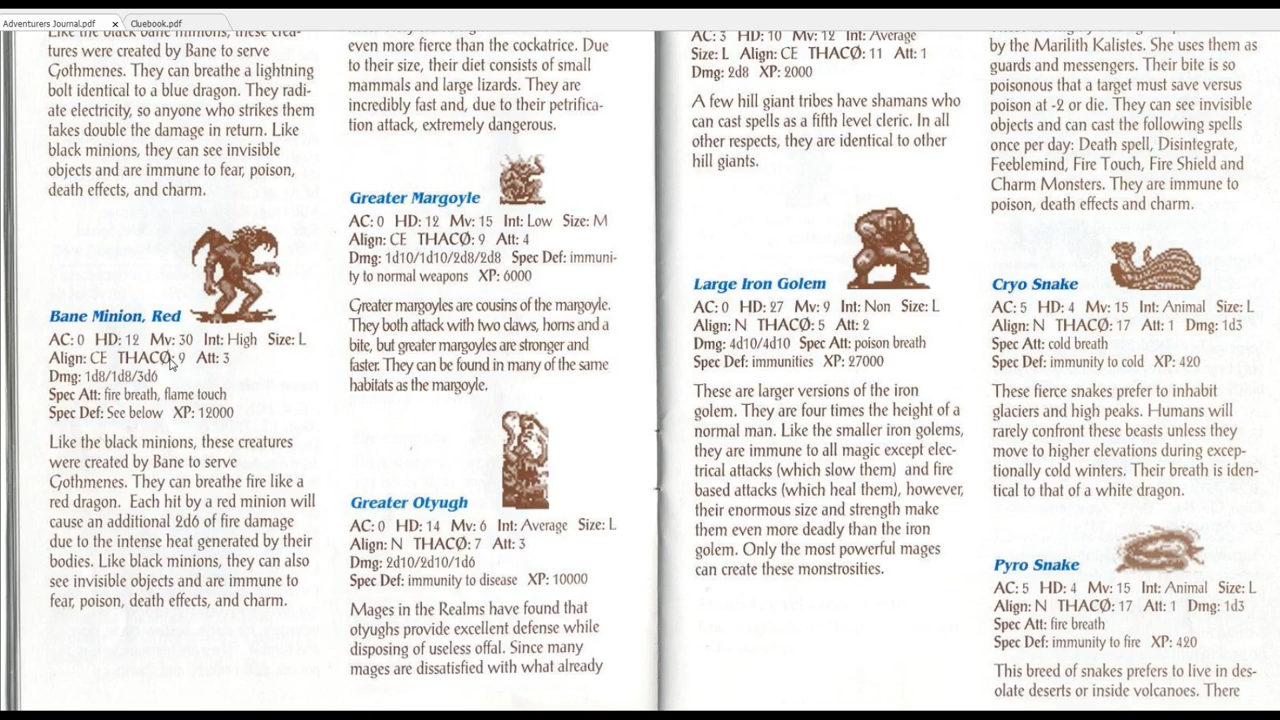 Adventurers Journal.pdf
Cluebook.pdf
Like the black bane minions, these crea-
tures were created by Bane to serve
Gothmenes. They can breathe a lightning
bolt identical to a blue dragon. They radi-
ate electricity, so anyone who strikes them
takes double the damage in return. Like
black minions, they can see invisible
objects and are immune to fear, poison,
death effects, and charm.
Bane Minion, Red
AC: 0 HD: 12 Mv: 30 Int: High Size: L
Align: CE THACØ: 9 Att: 3
Dmg: 1d8/1d8/3d6
Spec Att: fire breath, flame touch
Spec Def: See below XP: 12000
Like the black minions, these creatures
were created by Bane to serve
Gothmenes. They can breathe fire like a
red dragon. Each hit by a red minion will
cause an additional 2d6 of fire damage
due to the intense heat generated by their
bodies. Like black minions, they can also
see invisible objects and are immune to
fear, poison, death effects, and charm.
even more fierce than the cockatrice. Due
to their size, their diet consists of small
mammals and large lizards. They are
incredibly fast and, due to their petrifica-
tion attack, extremely dangerous.
Greater Margoyle
AC: 0 HD: 12 Mv: 15 Int: Low Size: M
Align: CE THACØ: 9 Att: 4
Dmg: 1d10/1d10/2d8/2d8 Spec Def: immuni-
ty to normal weapons XP: 6000
Greater margoyles are cousins of the margoyle.
They both attack with two claws, horns and a
bite, but greater margoyles are stronger and
faster. They can be found in many of the same
habitats as the margoyle.
Greater Otyugh
AC: 0 HD: 14 Mv: 6 Int: Average Size: L
Align: N THACØ: 7 Att: 3
Dmg: 2d10/2d10/1d6
Spec Def: immunity to disease XP: 10000
Mages in the Realms have found that
otyughs provide excellent defense while
disposing of useless offal. Since many
mages are dissatisfied with what already
AC: 3 HD: 10 Mv: 12 Int: Average
Size: L Align: CE THACØ: 11 Att: 1
Dmg: 2d8 XP: 2000
A few hill giant tribes have shamans who
can cast spells as a fifth level cleric. In all
other respects, they are identical to other
hill giants.
Large Iron Golem
AC: 0 HD: 27 Mv: 9 Int: Non Size: L
Align: N THACØ: 5 Att: 2
Dmg: 4d10/4d10 Spec Att: poison breath
Spec Def: immunities XP: 27000
These are larger versions of the iron
golem. They are four times the height of a
normal man. Like the smaller iron golems,
they are immune to all magic except elec-
trical attacks (which slow them) and fire
based attacks (which heal them), however,
their enormous size and strength make
them even more deadly than the iron
golem. Only the most powerful mages
can create these monstrosities.
by the Marilith Kalistes. She uses them as
guards and messengers. Their bite is so
poisonous that a target must save versus
poison at -2 or die. They can see invisible
objects and can cast the following spells
once per day: Death spell, Disintegrate,
Feeblemind, Fire Touch, Fire Shield and
Charm Monsters. They are immune to
poison, death effects and charm.
Cryo Snake
AC: 5 HD: 4 Mv: 15 Int: Animal Size: L
Align: N THACØ: 17 Att: 1 Dmg: 1d3
Spec Att: cold breath
Spec Def: immunity to cold XP: 420
These fierce snakes prefer to inhabit
glaciers and high peaks. Humans will
rarely confront these beasts unless they
move to higher elevations during excep-
tionally cold winters. Their breath is iden-
tical to that of a white dragon.
Pyro Snake
AC: 5 HD: 4 Mv: 15 Int: Animal Size: L
Align: N THACØ: 17 Att: 1 Dmg: 1d3
Spec Att: fire breath
Spec Def: immunity to fire XP: 420
This breed of snakes prefers to live in des-
olate deserts or inside volcanoes. There